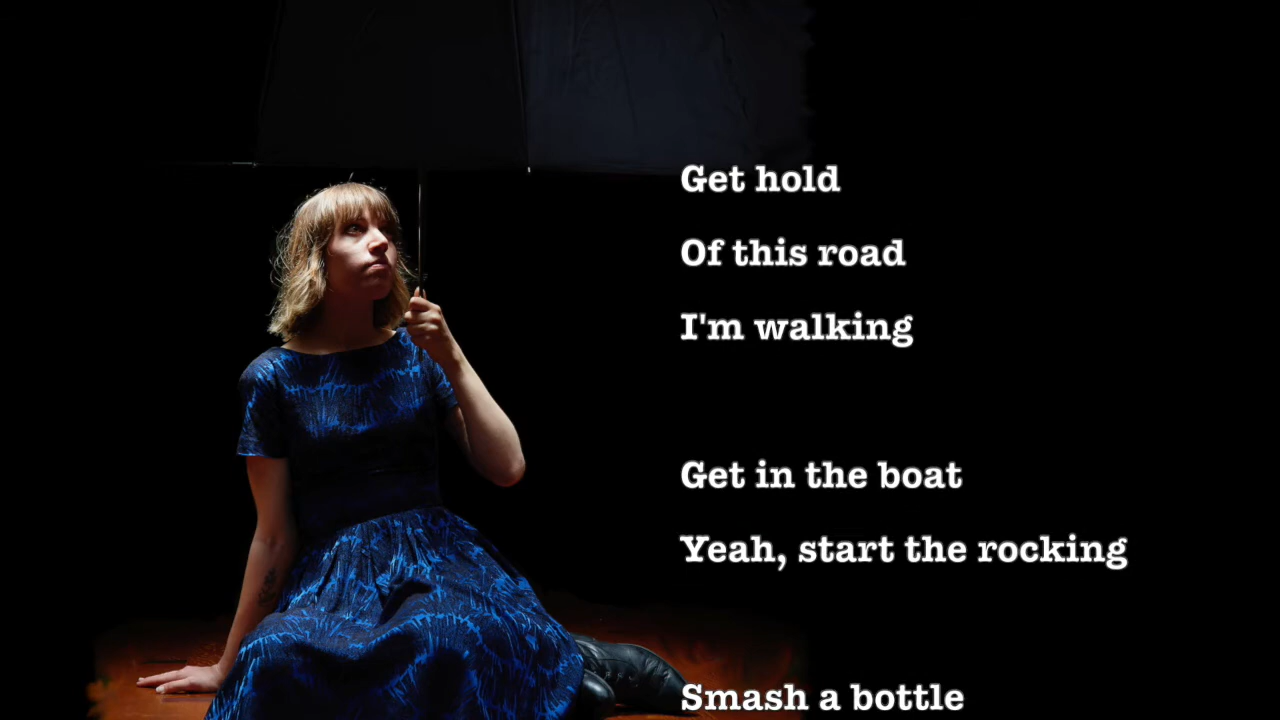 Get hold
Of this road
I'm walking
Get in the boat
Yeah, start the rocking
Smash a bottle